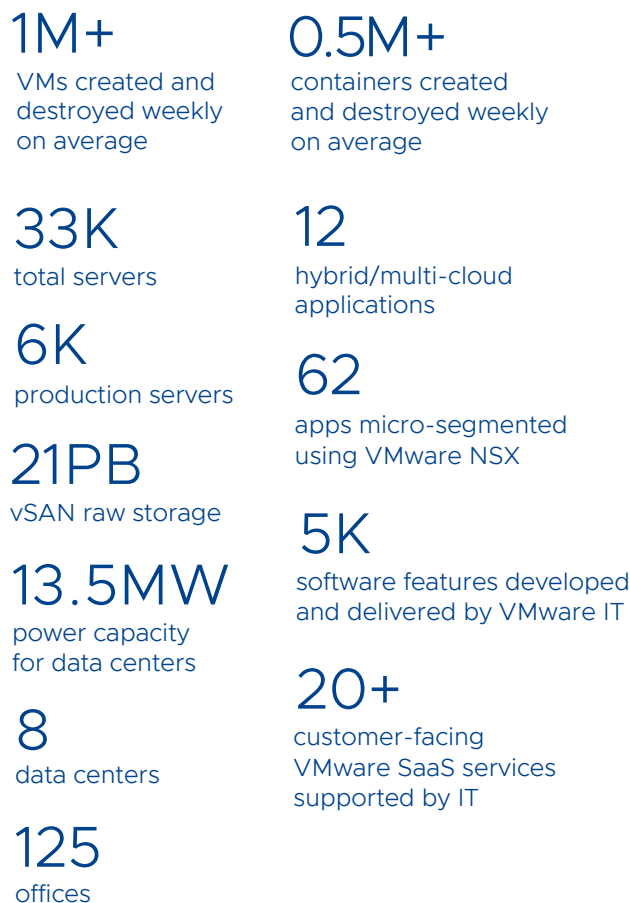 1M+
VMs created and
destroyed weekly
on average
33K
total servers
6K
production servers
21PB
vSAN raw storage
13.5MW
power capacity
for data centers
8
data centers
125
offices
0.5M+
containers created
and destroyed weekly
on average
12
hybrid/multi-cloud
applications
62
apps micro-segmented
using VMware NSX
5K
software features developed
and delivered by VMware IT
20+
customer-facing
VMware SaaS services
supported by IT